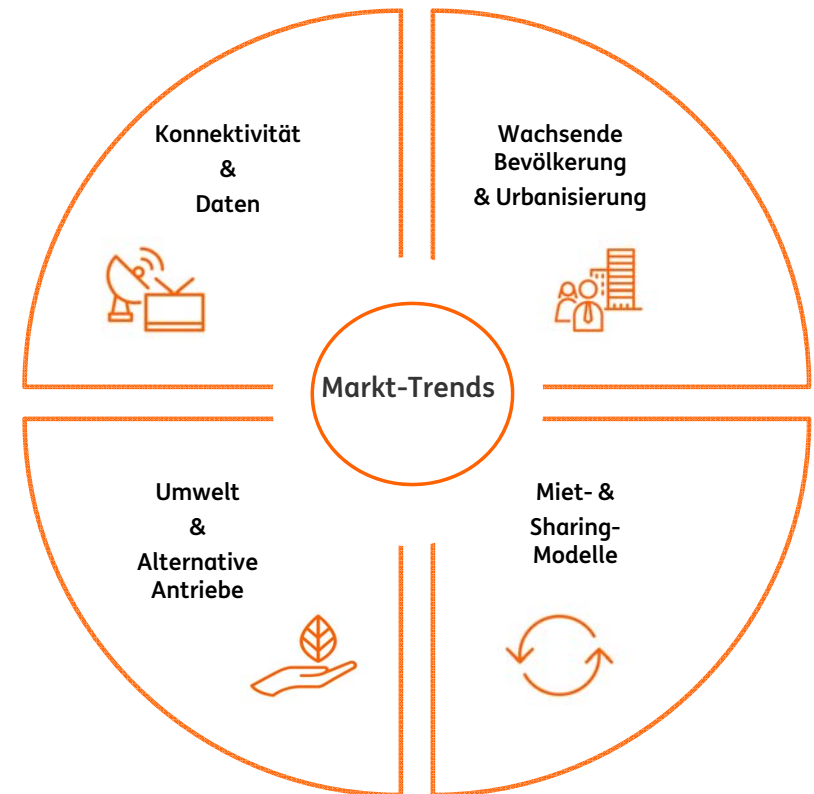 Konnektivität
&
Daten
Wachsende
Bevölkerung
& Urbanisierung
Markt-Trends
Umwelt
&
Alternative
Antriebe
Miet- &
Sharing-
Modelle